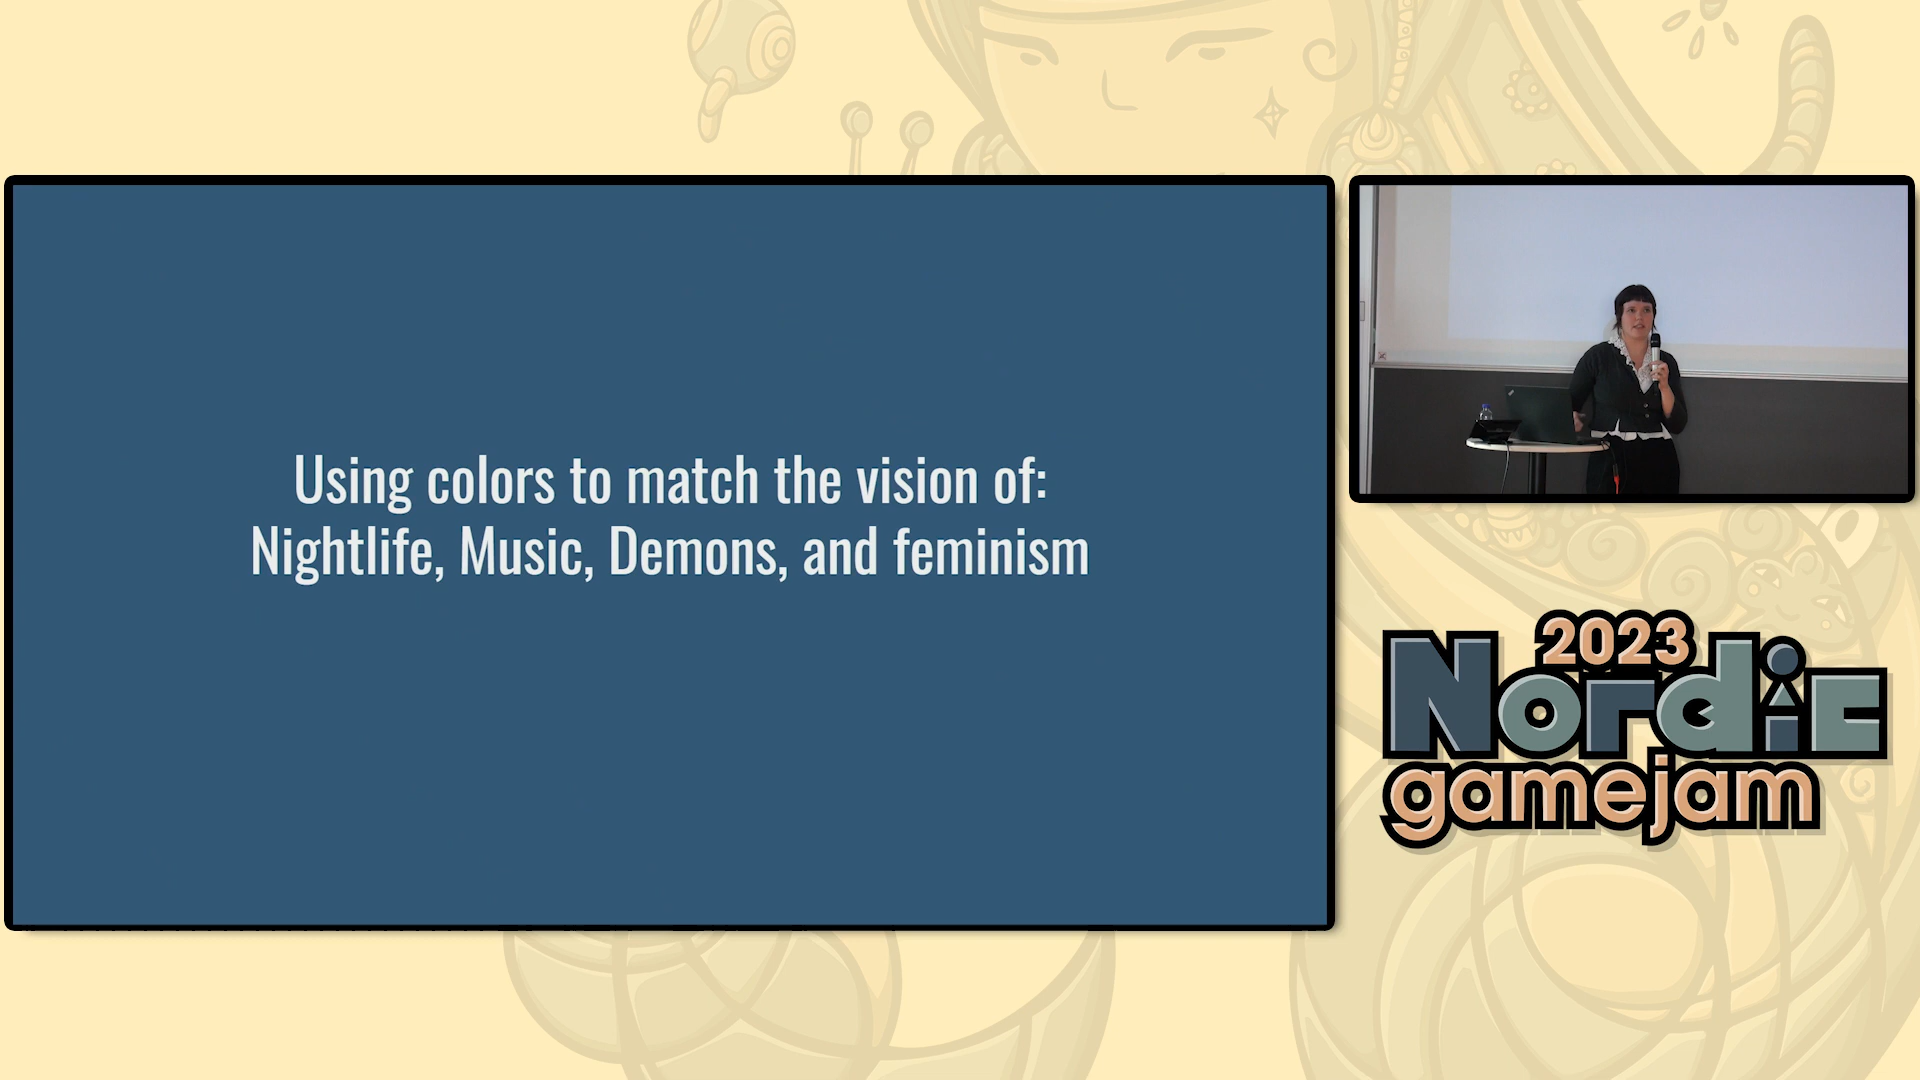 Using colors to match the vision of:
Nightlife, Music, Demons, and feminism
2023
Nordic
gamejam